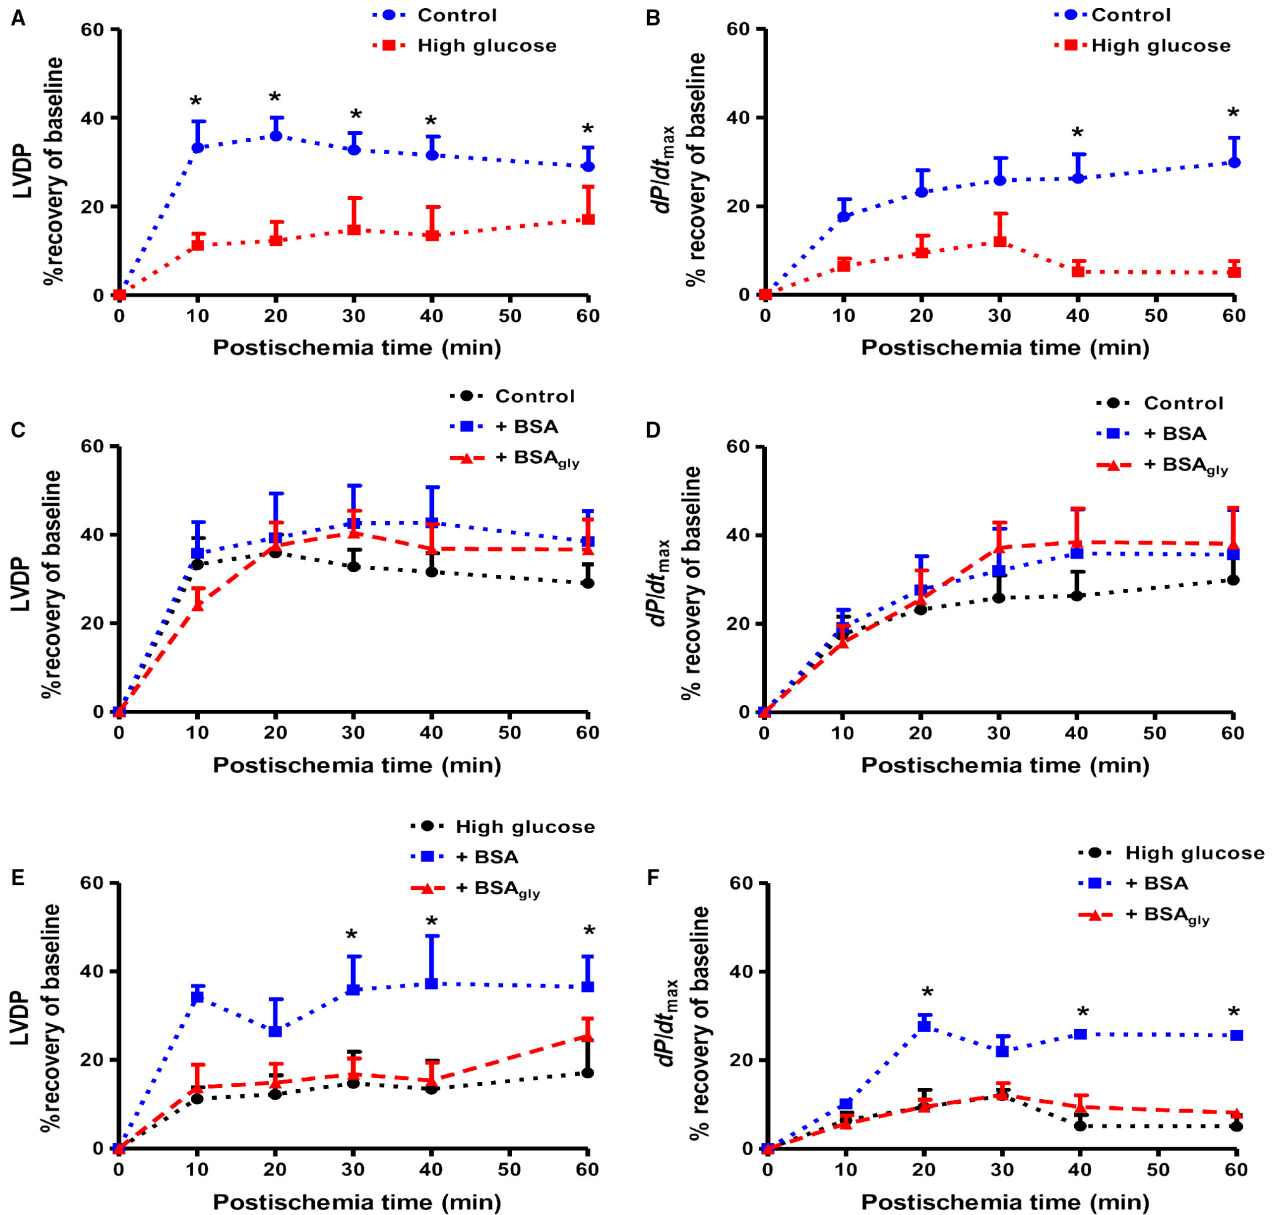 A
Control
High glucose
60
40
20
0
LVDP
%recovery of baseline
* * * * *
0 10 20 30 40 50 60
Postischemia time (min)
B
Control
High glucose
60
40
20
0
dP/dtmax
% recovery of baseline
* *
0 10 20 30 40 50 60
Postischemia time (min)
C
Control
+ BSA
+ BSAgly
60
40
20
0
LVDP
%recovery of baseline
0 10 20 30 40 50 60
Postischemia time (min)
D
Control
+ BSA
+ BSAgly
60
40
20
0
dP/dtmax
% recovery of baseline
0 10 20 30 40 50 60
Postischemia time (min)
E
High glucose
+ BSA
+ BSAgly
60
40
20
0
LVDP
%recovery of baseline
* * *
0 10 20 30 40 50 60
Postischemia time (min)
F
High glucose
+ BSA
+ BSAgly
60
40
20
0
dP/dtmax
% recovery of baseline
* * *
0 10 20 30 40 50 60
Postischemia time (min)